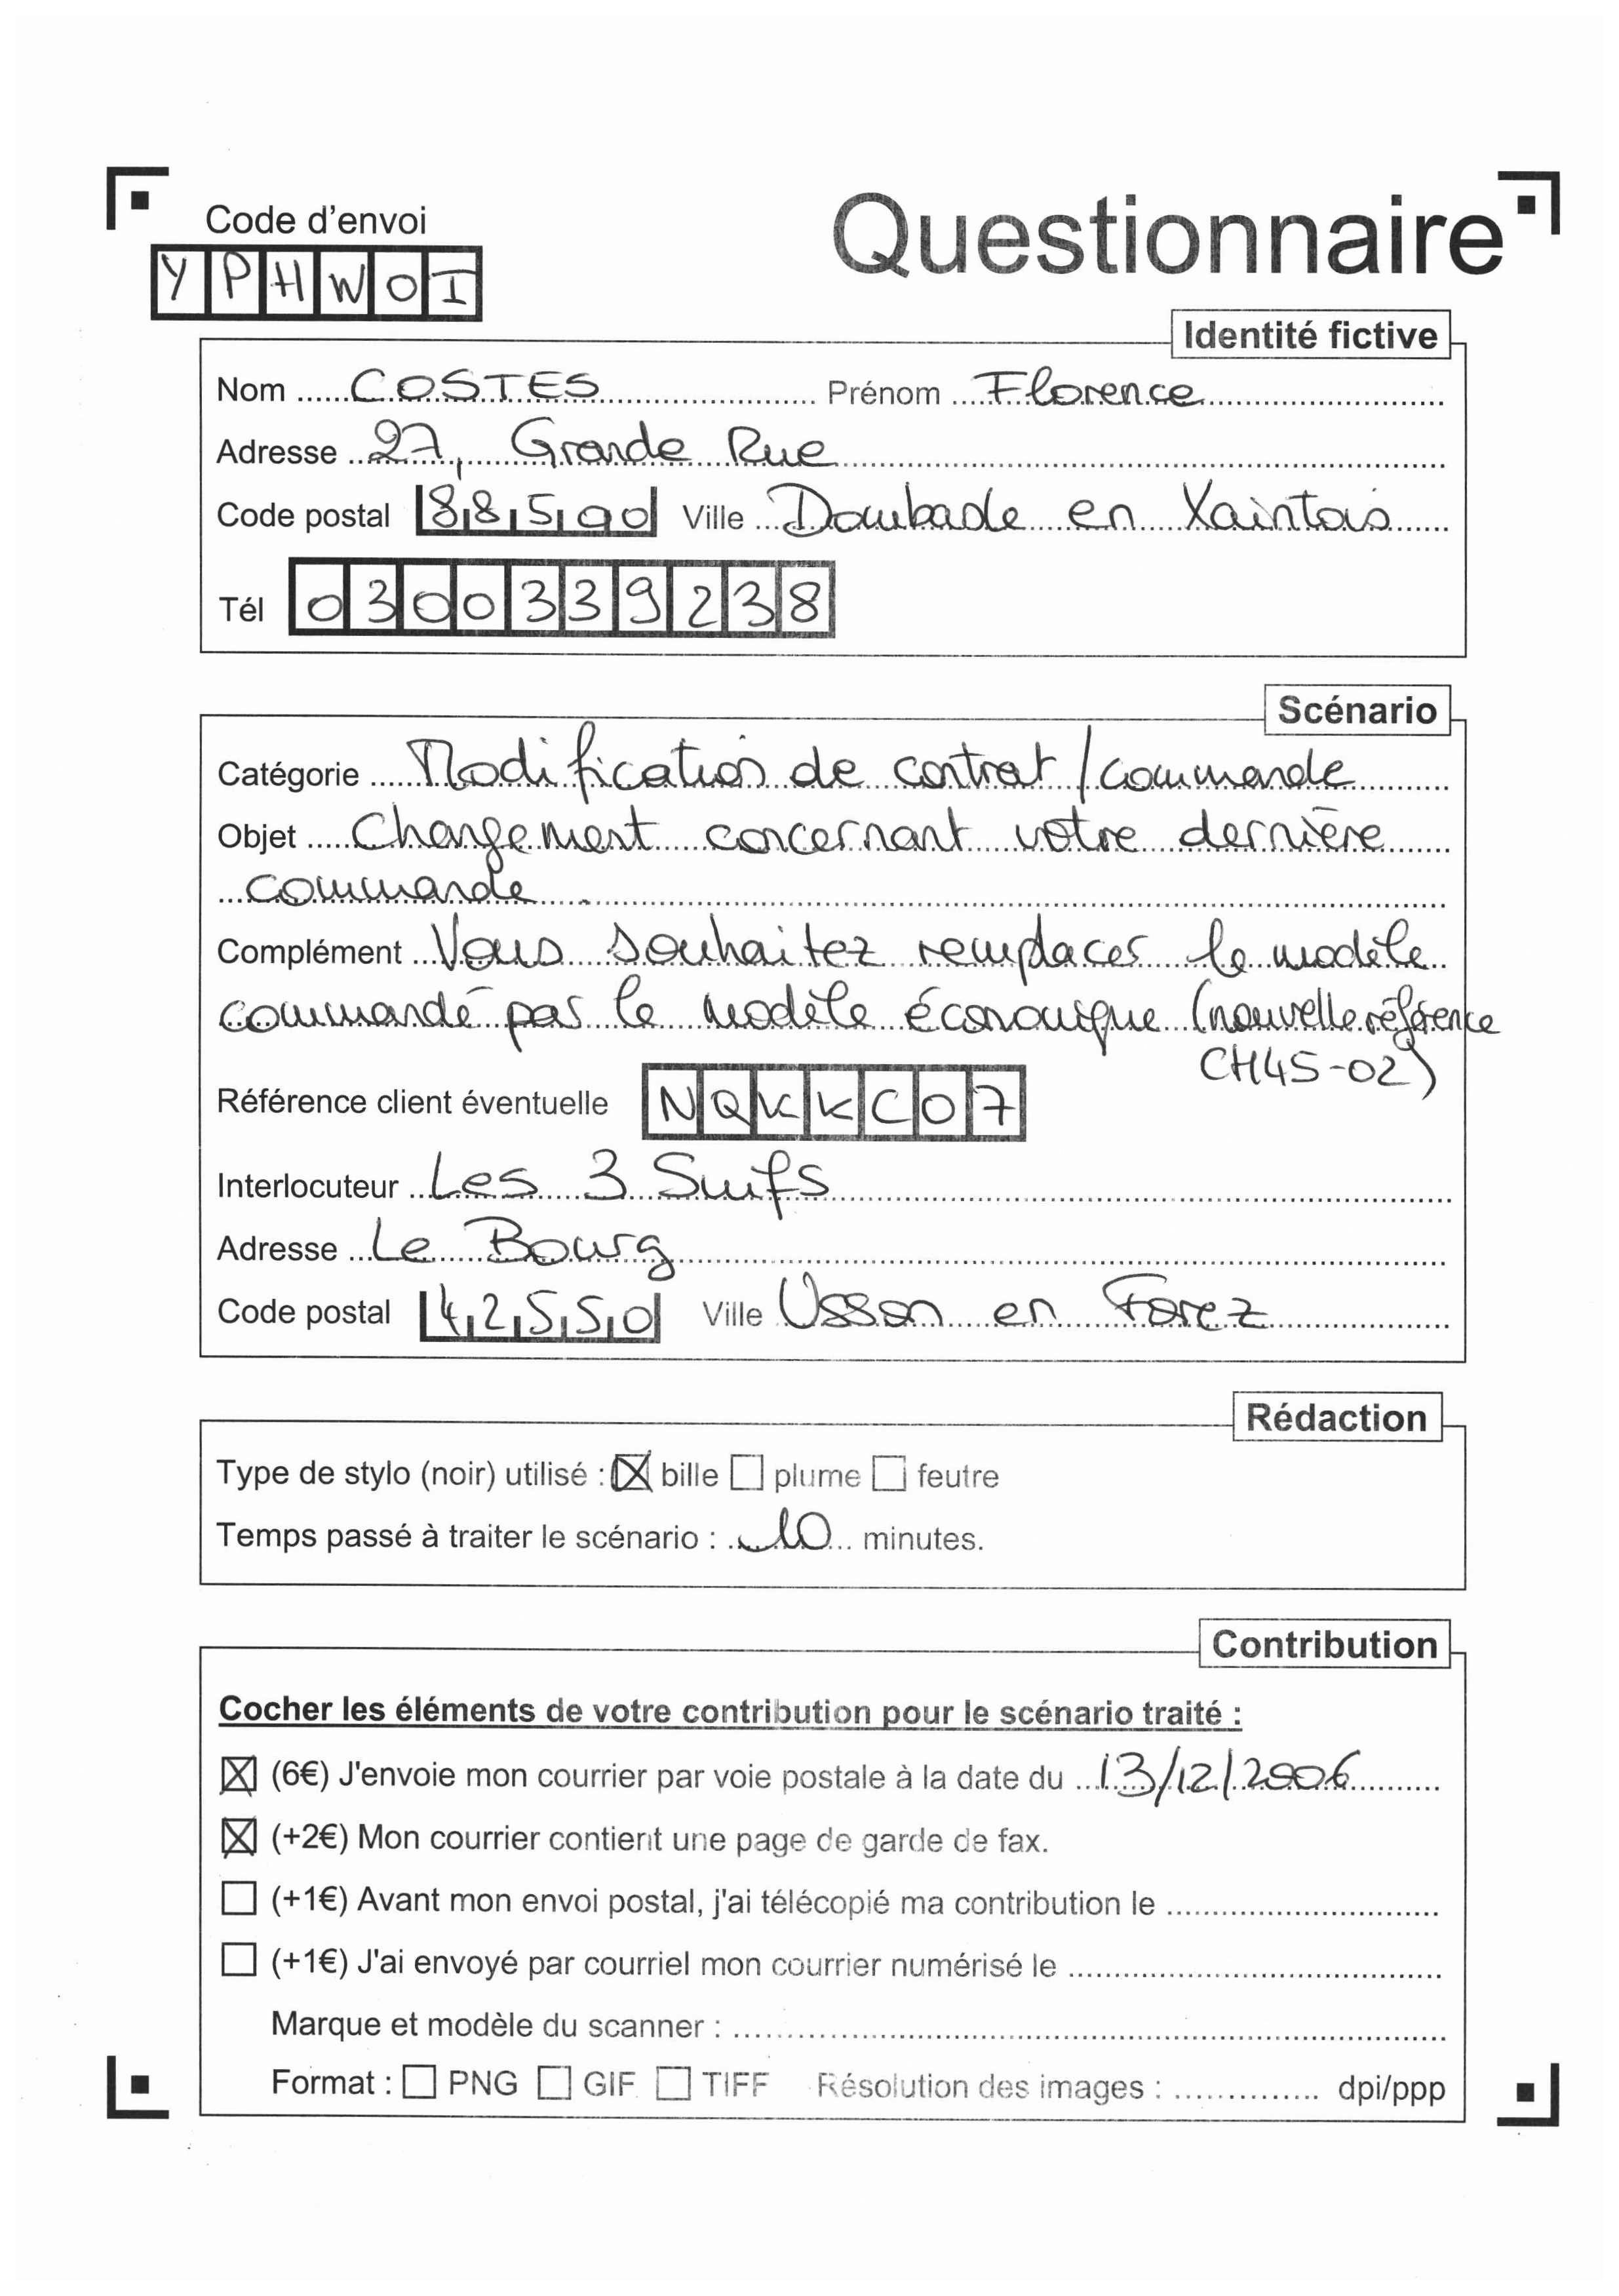 Code d'envoi
Questionnaire
YPHWOI
Identité fictive
Nom COSTES Prénom Florence
Adresse 27, Grande Rue
Code postal 88500 Ville Dombasle en Xaintois
Tél 0300339238
Scénario
Catégorie Modification de contrat / commande
Objet Changement concernant votre dernière
commande
Complément Vous souhaitez remplacer le modèle
commandé par le modèle économique (nouvelle référence
CH45-02)
Référence client éventuelle NQKKC07
Interlocuteur Les 3 Suifs
Adresse Le Bourg
Code postal 42550 Ville Usson en Forez
Rédaction
Type de stylo (noir) utilisé : ☒ bille ☐ plume ☐ feutre
Temps passé à traiter le scénario : 10 minutes.
Contribution
Cocher les éléments de votre contribution pour le scénario traité :
☒ (6€) J'envoie mon courrier par voie postale à la date du 13/12/2006
☒ (+2€) Mon courrier contient une page de garde de fax.
☐ (+1€) Avant mon envoi postal, j'ai télécopié ma contribution le
☐ (+1€) J'ai envoyé par courriel mon courrier numérisé le
Marque et modèle du scanner :
Format : ☐ PNG ☐ GIF ☐ TIFF Résolution des images : dpi/ppp